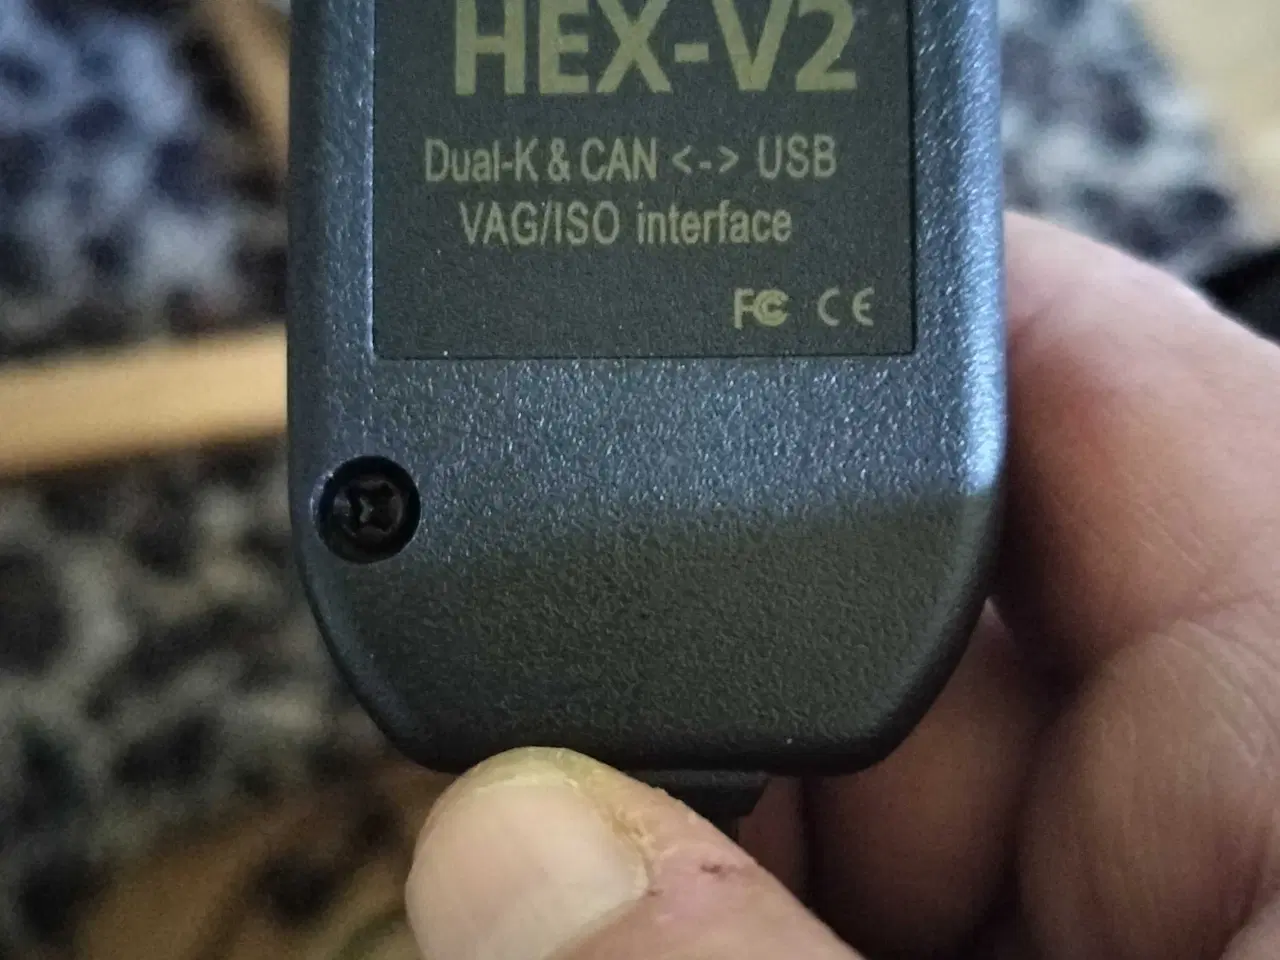 HEX-V2
Dual-K & CAN <-> USB
VAG/ISO interface
FC CE